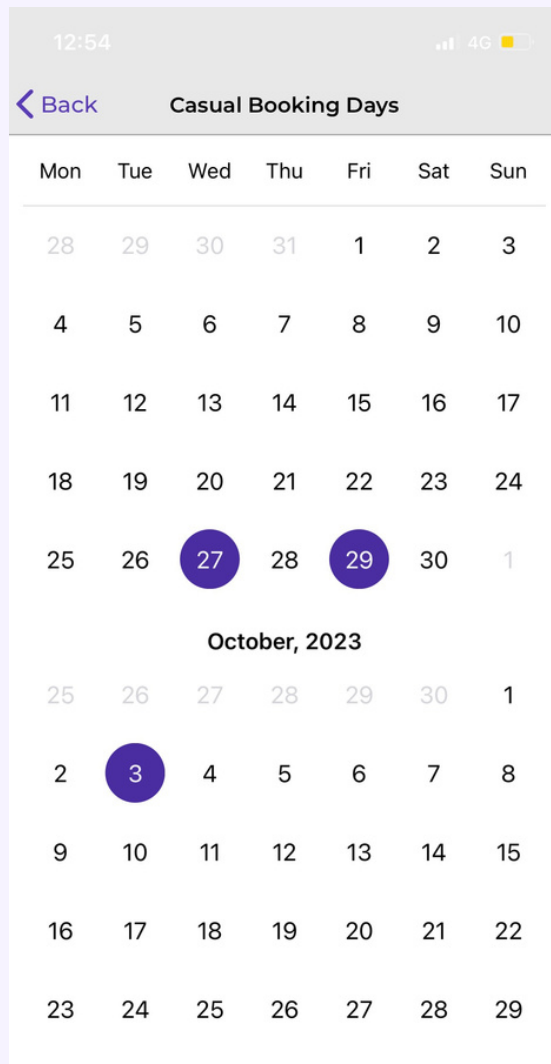 12:54 4G
Back Casual Booking Days
Mon Tue Wed Thu Fri Sat Sun
28 29 30 31 1 2 3
4 5 6 7 8 9 10
11 12 13 14 15 16 17
18 19 20 21 22 23 24
25 26 27 28 29 30 1
October, 2023
25 26 27 28 29 30 1
2 3 4 5 6 7 8
9 10 11 12 13 14 15
16 17 18 19 20 21 22
23 24 25 26 27 28 29